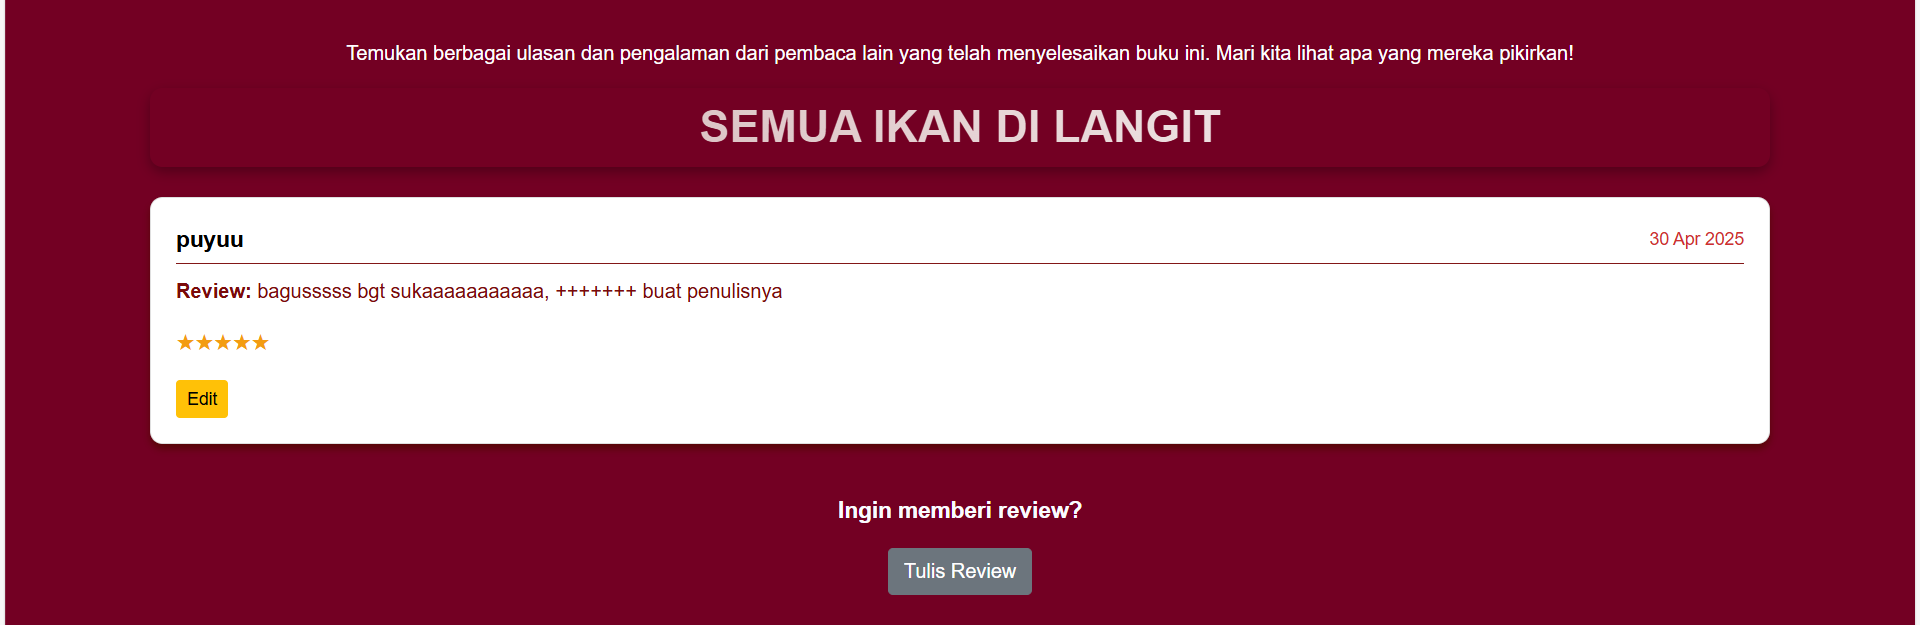 Temukan berbagai ulasan dan pengalaman dari pembaca lain yang telah menyelesaikan buku ini. Mari kita lihat apa yang mereka pikirkan!
SEMUA IKAN DI LANGIT
puyuu 30 Apr 2025
Review: bagusssss bgt sukaaaaaaaaaaa, +++++++ buat penulisnya
★★★★★
Edit
Ingin memberi review?
Tulis Review